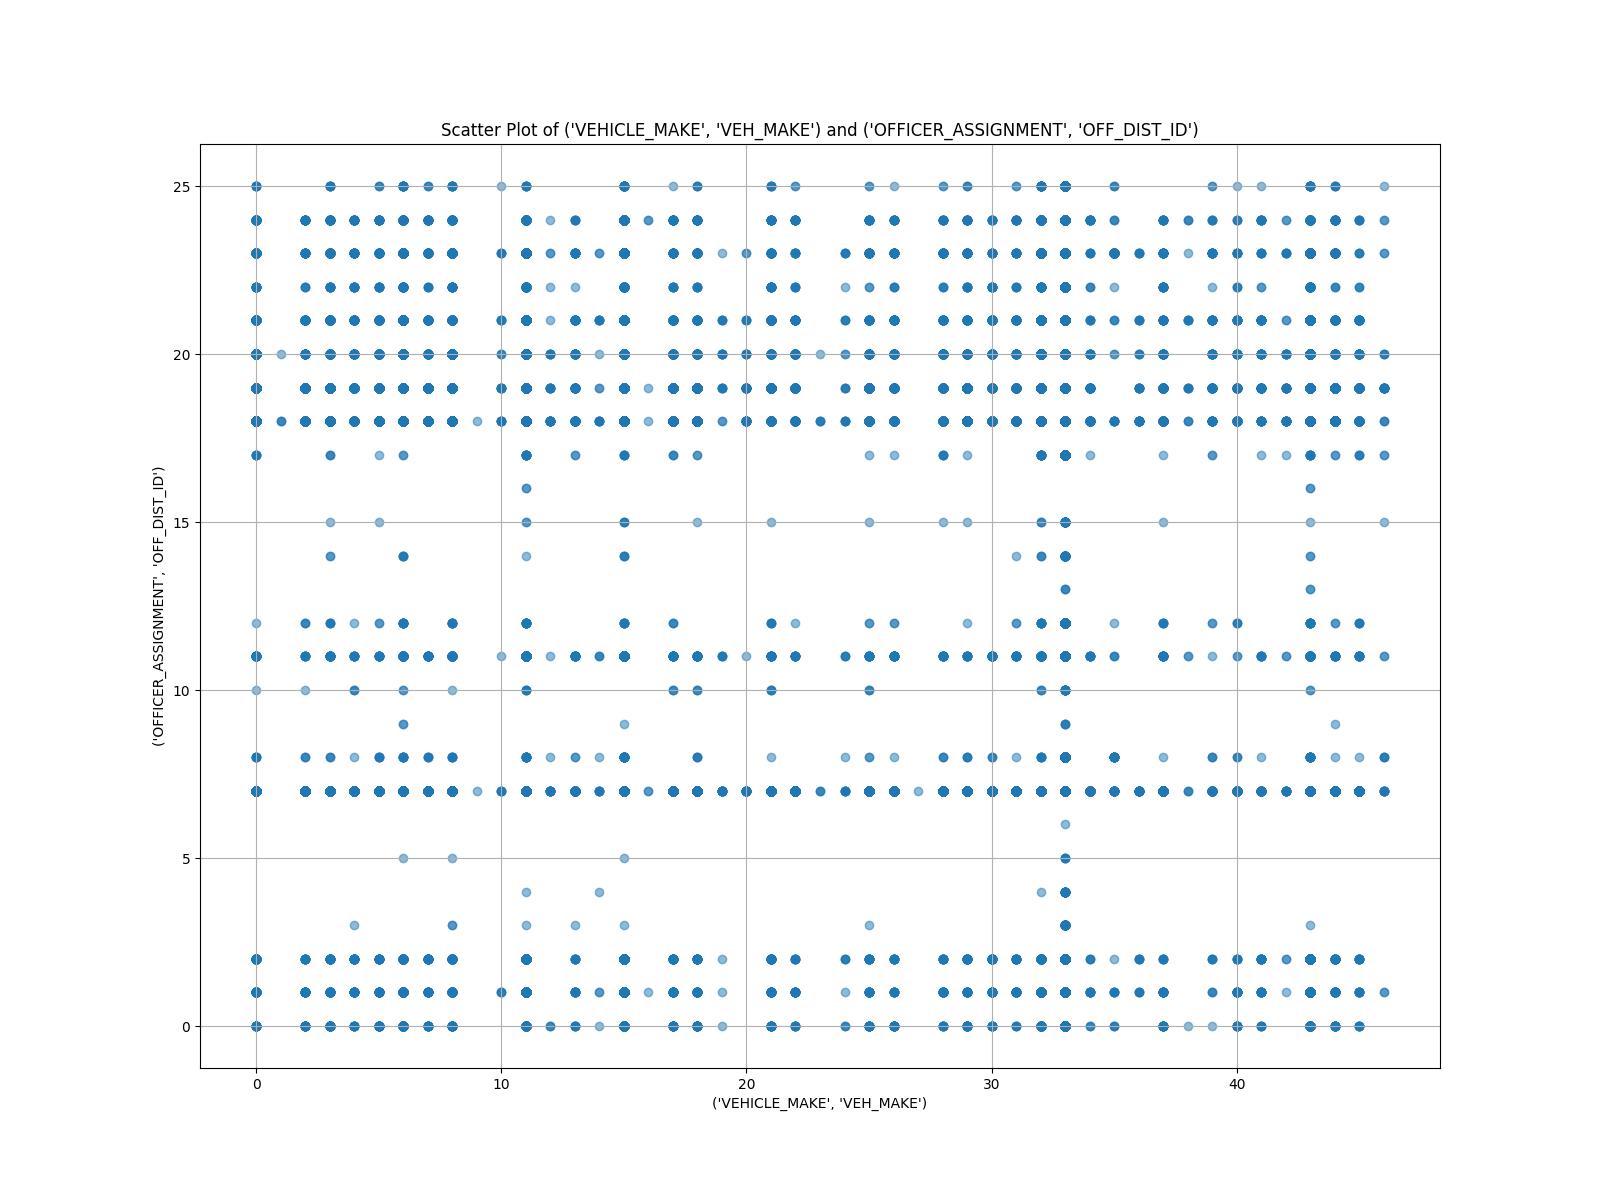 Scatter Plot of ('VEHICLE_MAKE', 'VEH_MAKE') and ('OFFICER_ASSIGNMENT', 'OFF_DIST_ID')
('OFFICER_ASSIGNMENT', 'OFF_DIST_ID')
25
20
15
10
5
0
0 10 20 30 40
('VEHICLE_MAKE', 'VEH_MAKE')